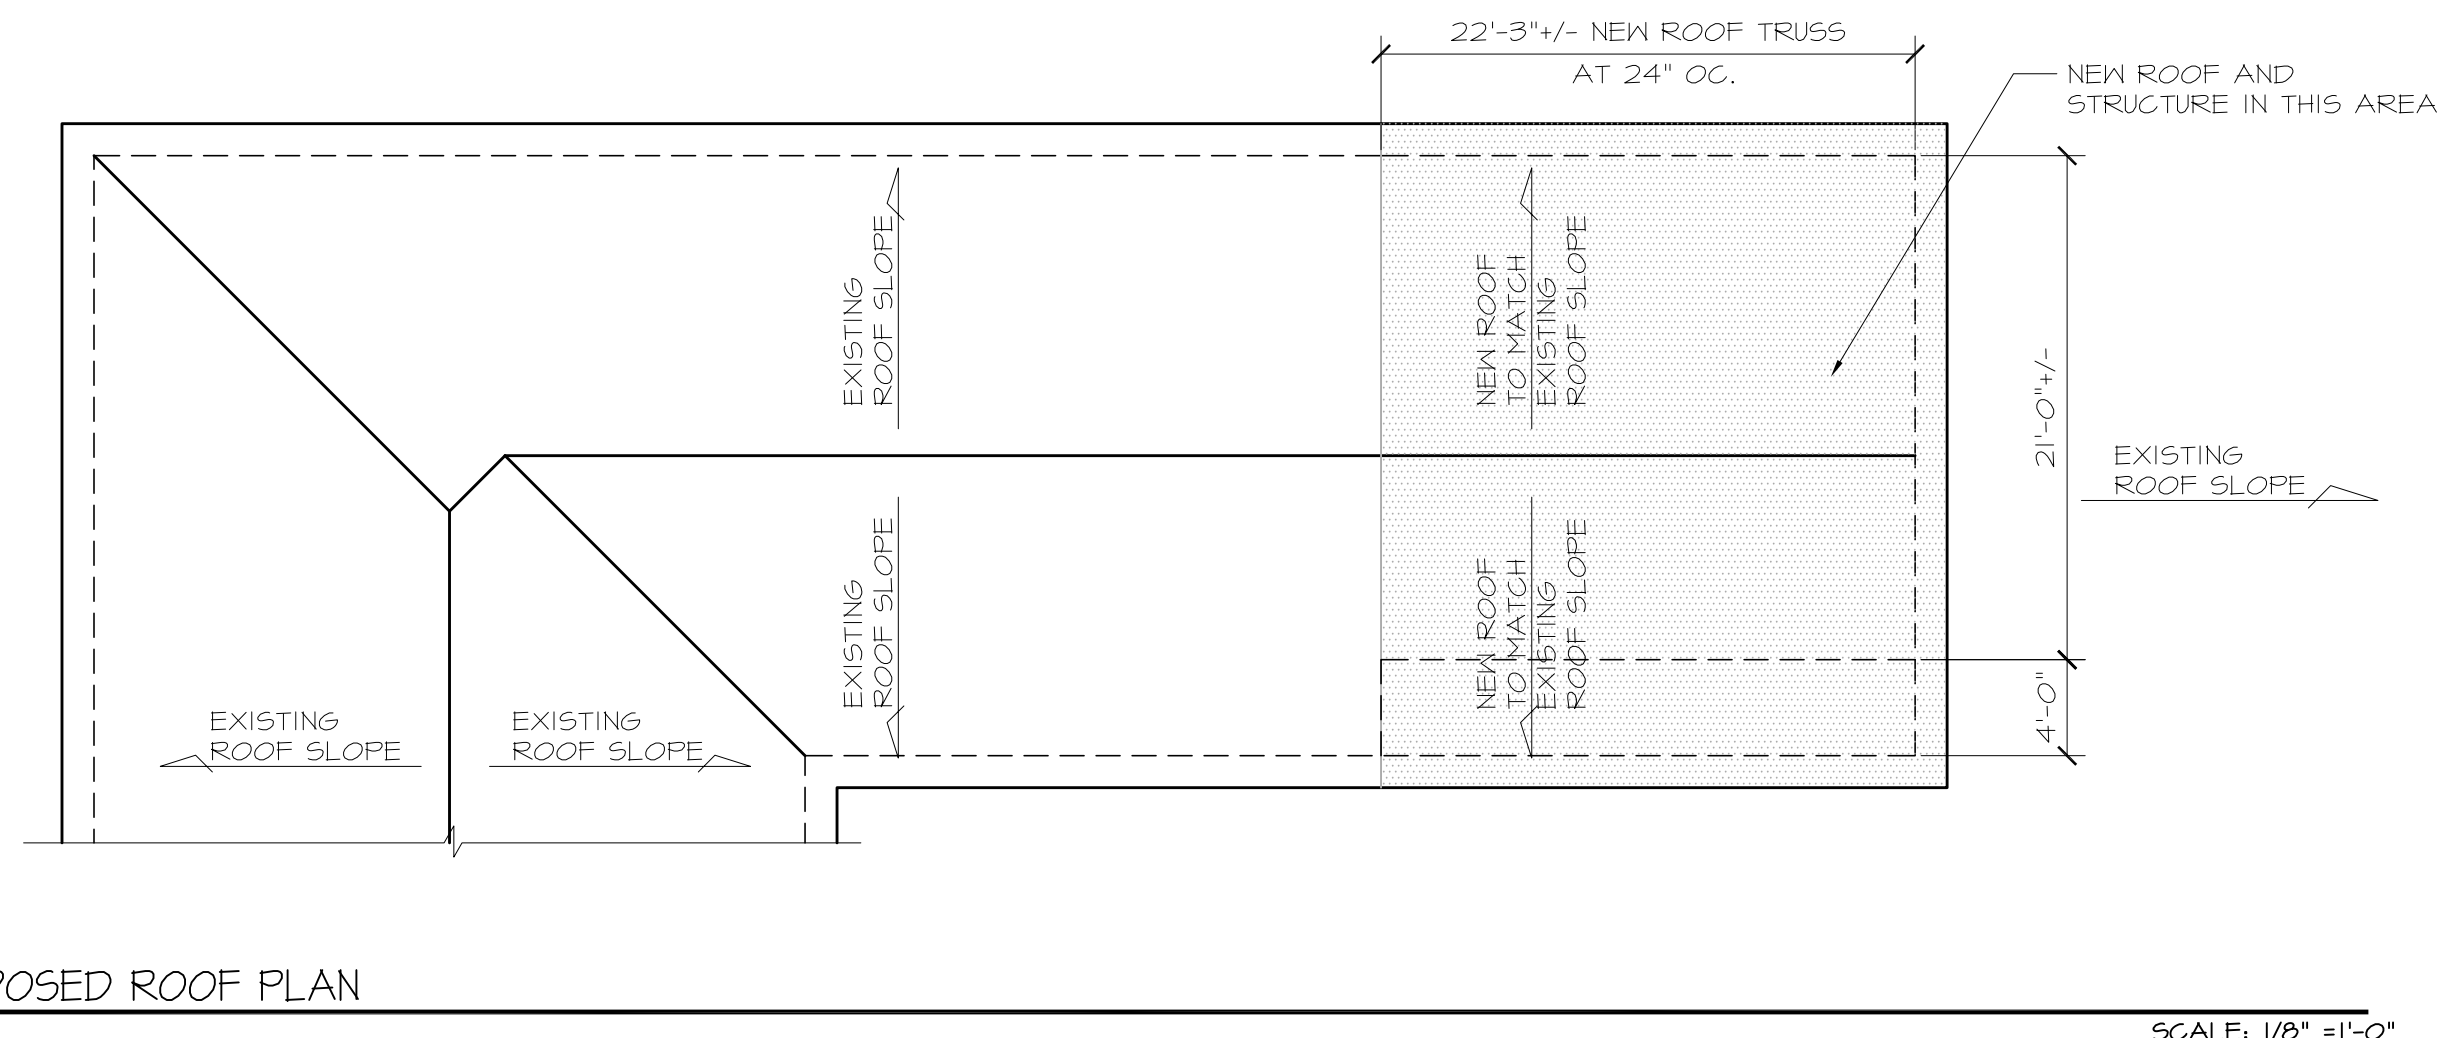 22'-3"+/- NEW ROOF TRUSS
AT 24" OC.
NEW ROOF AND
STRUCTURE IN THIS AREA
EXISTING
ROOF SLOPE
NEW ROOF
TO MATCH
EXISTING
ROOF SLOPE
21'-0"+/-
EXISTING
ROOF SLOPE
EXISTING
ROOF SLOPE
NEW ROOF
TO MATCH
EXISTING
ROOF SLOPE
4'-0"
EXISTING
ROOF SLOPE
EXISTING
ROOF SLOPE
POSED ROOF PLAN
SCALE: 1/8" =1'-0"